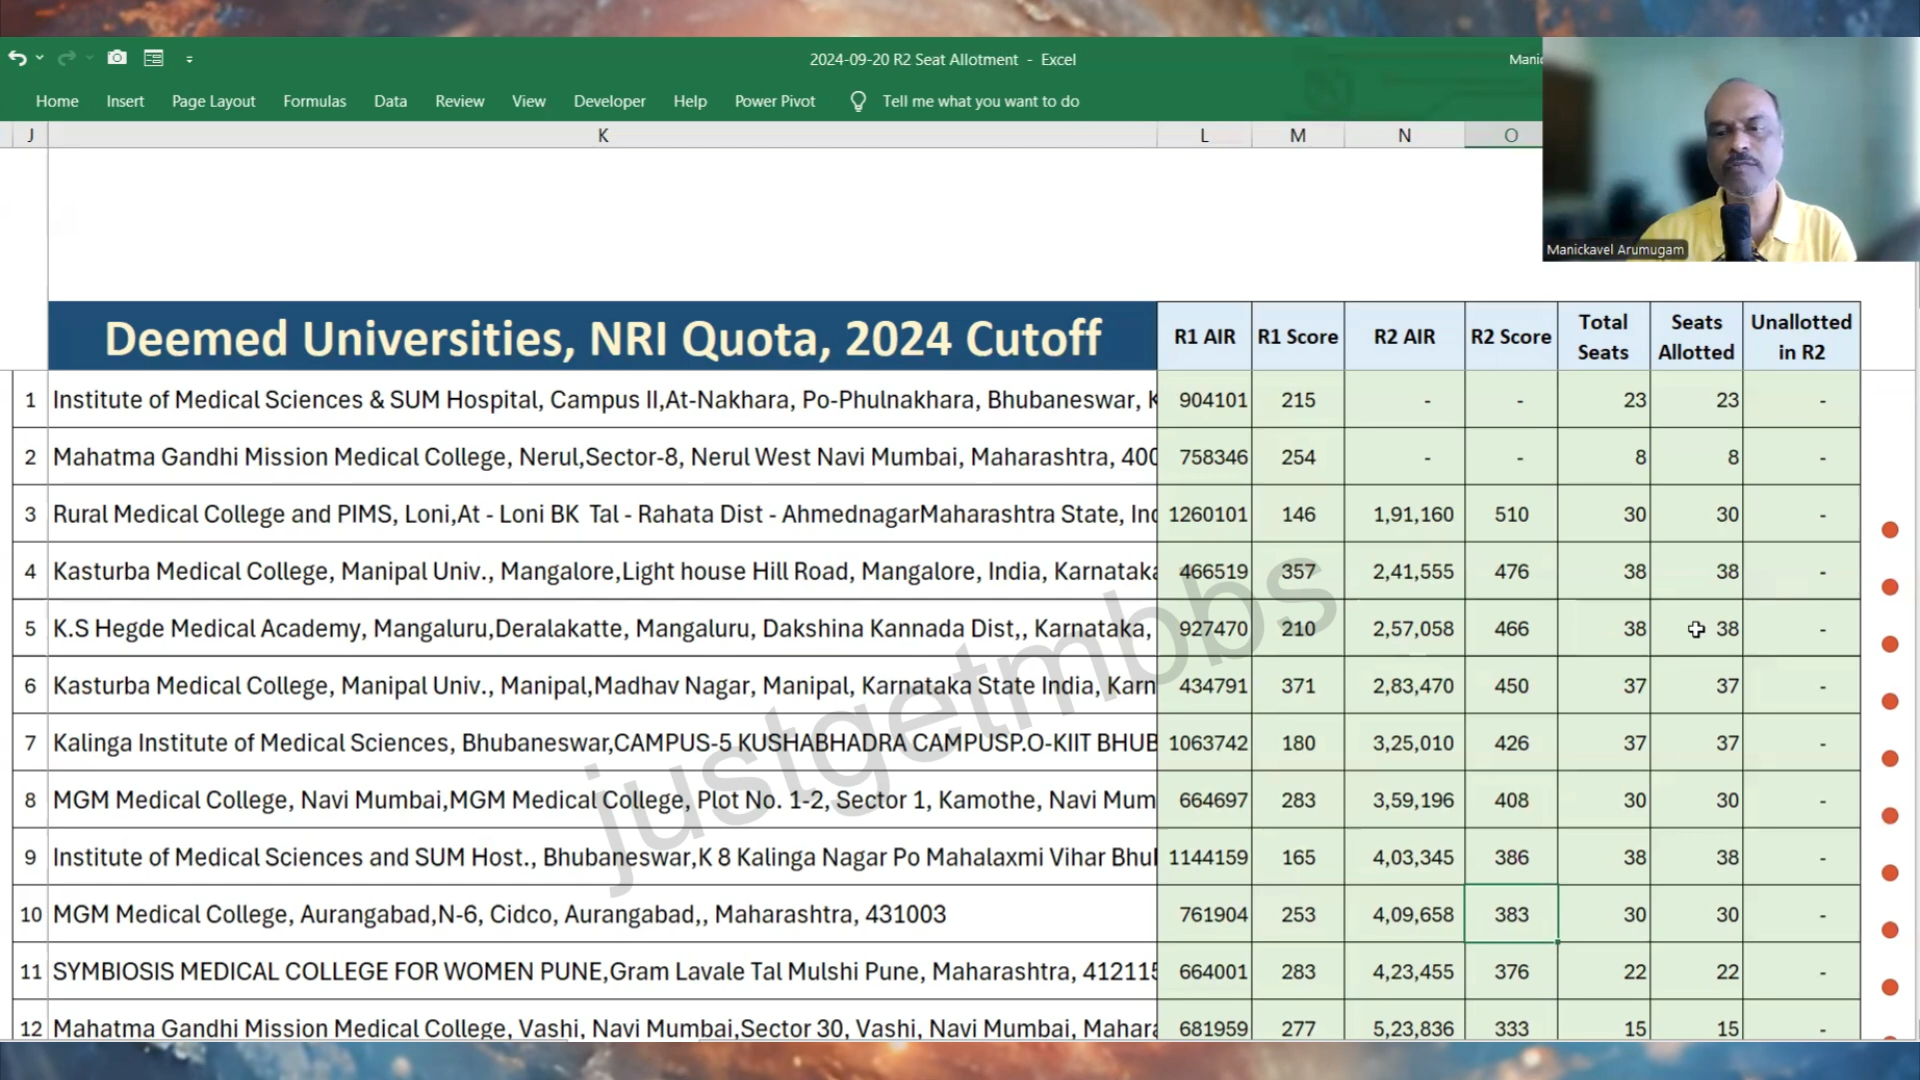 2024-09-20 R2 Seat Allotment - Excel
Home Insert Page Layout Formulas Data Review View Developer Help Power Pivot Tell me what you want to do
J K L M N O
Manickavel Arumugam
Deemed Universities, NRI Quota, 2024 Cutoff R1 AIR R1 Score R2 AIR R2 Score Total Seats Seats Allotted Unallotted in R2
1 Institute of Medical Sciences & SUM Hospital, Campus II,At-Nakhara, Po-Phulnakhara, Bhubaneswar, K 904101 215 - - 23 23 -
2 Mahatma Gandhi Mission Medical College, Nerul,Sector-8, Nerul West Navi Mumbai, Maharashtra, 400 758346 254 - - 8 8 -
3 Rural Medical College and PIMS, Loni,At - Loni BK Tal - Rahata Dist - AhmednagarMaharashtra State, Ind 1260101 146 1,91,160 510 30 30 -
4 Kasturba Medical College, Manipal Univ., Mangalore,Light house Hill Road, Mangalore, India, Karnataka 466519 357 2,41,555 476 38 38 -
5 K.S Hegde Medical Academy, Mangaluru,Deralakatte, Mangaluru, Dakshina Kannada Dist,, Karnataka, 927470 210 2,57,058 466 38 38 -
6 Kasturba Medical College, Manipal Univ., Manipal,Madhav Nagar, Manipal, Karnataka State India, Karn 434791 371 2,83,470 450 37 37 -
7 Kalinga Institute of Medical Sciences, Bhubaneswar,CAMPUS-5 KUSHABHADRA CAMPUSP.O-KIIT BHUB 1063742 180 3,25,010 426 37 37 -
8 MGM Medical College, Navi Mumbai,MGM Medical College, Plot No. 1-2, Sector 1, Kamothe, Navi Mum 664697 283 3,59,196 408 30 30 -
9 Institute of Medical Sciences and SUM Host., Bhubaneswar,K 8 Kalinga Nagar Po Mahalaxmi Vihar Bhul 1144159 165 4,03,345 386 38 38 -
10 MGM Medical College, Aurangabad,N-6, Cidco, Aurangabad,, Maharashtra, 431003 761904 253 4,09,658 383 30 30 -
11 SYMBIOSIS MEDICAL COLLEGE FOR WOMEN PUNE,Gram Lavale Tal Mulshi Pune, Maharashtra, 412115 664001 283 4,23,455 376 22 22 -
12 Mahatma Gandhi Mission Medical College, Vashi, Navi Mumbai,Sector 30, Vashi, Navi Mumbai, Mahara 681959 277 5,23,836 333 15 15 -
justgetmbbs